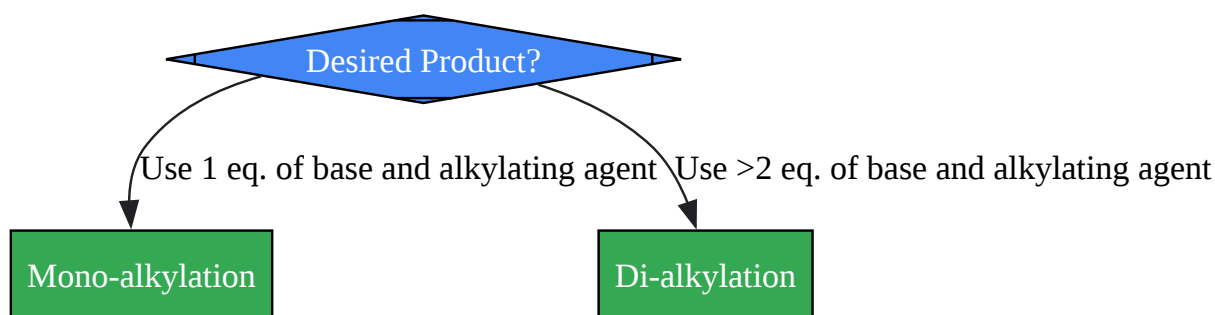 Desired Product?
Use 1 eq. of base and alkylating agent
Use >2 eq. of base and alkylating agent
Mono-alkylation
Di-alkylation